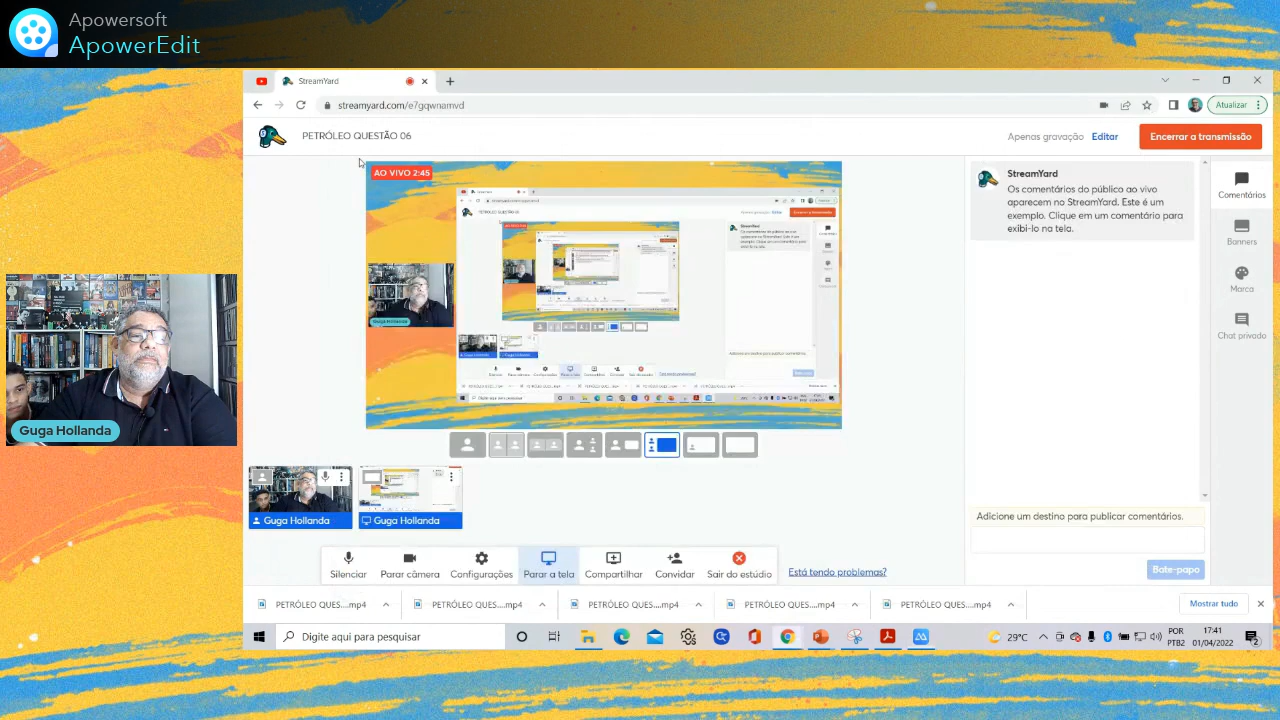 Apowersoft
ApowerEdit
StreamYard
streamyard.com/e7gqwnamvd
Atualizar
PETRÓLEO QUESTÃO 06
Apenas gravação Editar
Encerrar a transmissão
AO VIVO 2:45
StreamYard
Os comentários do público ao vivo
aparecem no StreamYard. Este é um
exemplo. Clique em um comentário para
exibi-lo na tela.
Comentários
Banners
Marca
Chat privado
Guga Hollanda
Guga Hollanda
Guga Hollanda
Guga Hollanda
Adicione um destino para publicar comentários.
Bate-papo
Silenciar
Parar câmera
Configurações
Parar a tela
Compartilhar
Convidar
Sair do estúdio
Está tendo problemas?
PETRÓLEO QUES....mp4
PETRÓLEO QUES....mp4
PETRÓLEO QUES....mp4
PETRÓLEO QUES....mp4
PETRÓLEO QUES....mp4
Mostrar tudo
Digite aqui para pesquisar
29°C
POR
PTB2
17:41
01/04/2022
2